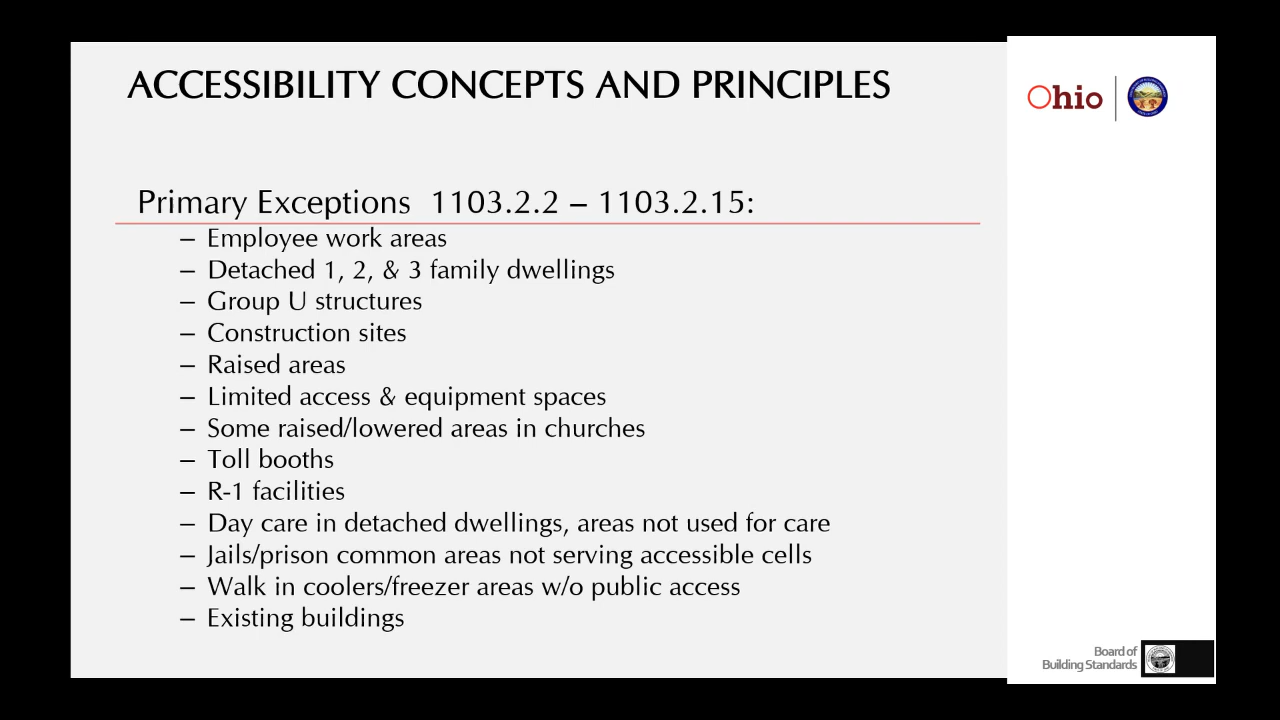 ACCESSIBILITY CONCEPTS AND PRINCIPLES
Ohio
Primary Exceptions 1103.2.2 – 1103.2.15:
– Employee work areas
– Detached 1, 2, & 3 family dwellings
– Group U structures
– Construction sites
– Raised areas
– Limited access & equipment spaces
– Some raised/lowered areas in churches
– Toll booths
– R-1 facilities
– Day care in detached dwellings, areas not used for care
– Jails/prison common areas not serving accessible cells
– Walk in coolers/freezer areas w/o public access
– Existing buildings
Board of
Building Standards